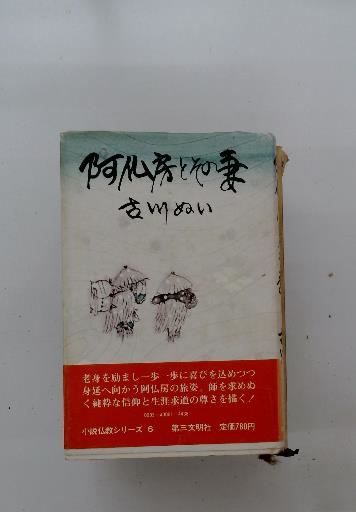 阿仏房とその妻
古川ぬい
老身を励まし一歩一歩に喜びを込めつつ
身延へ向かう阿仏房の旅姿。師を求めぬ
く純粋な信仰と生涯求道の尊さを描く!
小説仏教シリーズ 6 第三文明社 定価780円